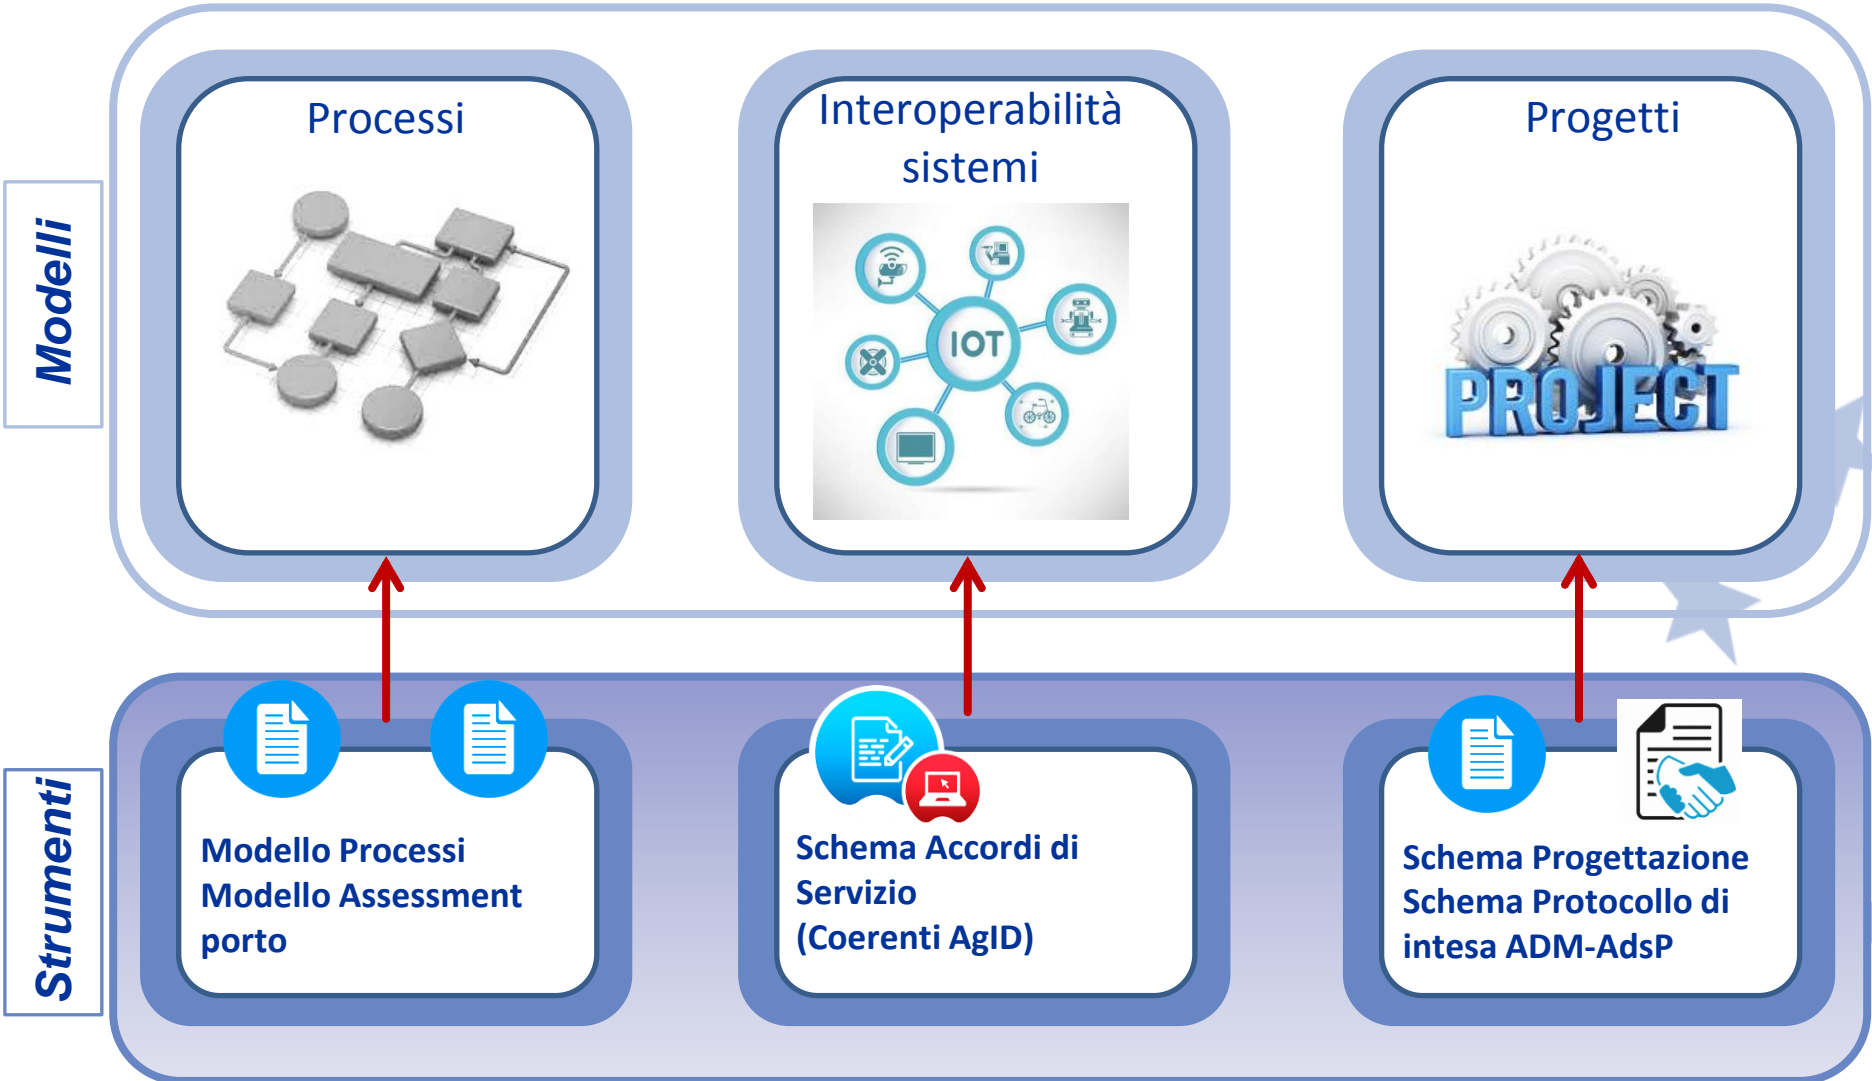 Modelli
Processi
Interoperabilità
sistemi
IOT
Progetti
PROJECT
Strumenti
Modello Processi
Modello Assessment
porto
Schema Accordi di
Servizio
(Coerenti AgID)
Schema Progettazione
Schema Protocollo di
intesa ADM-AdsP